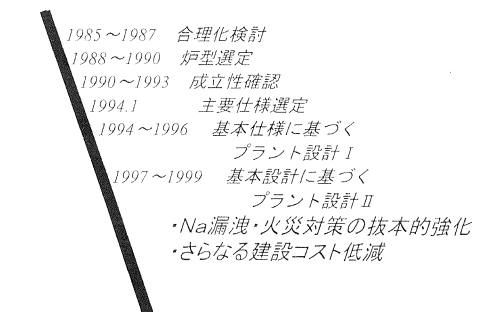 1985～1987 合理化検討
1988～1990 炉型選定
1990～1993 成立性確認
1994.1 主要仕様選定
1994～1996 基本仕様に基づく
プラント設計Ⅰ
1997～1999 基本設計に基づく
プラント設計Ⅱ
・Na漏洩・火災対策の抜本的強化
・さらなる建設コスト低減